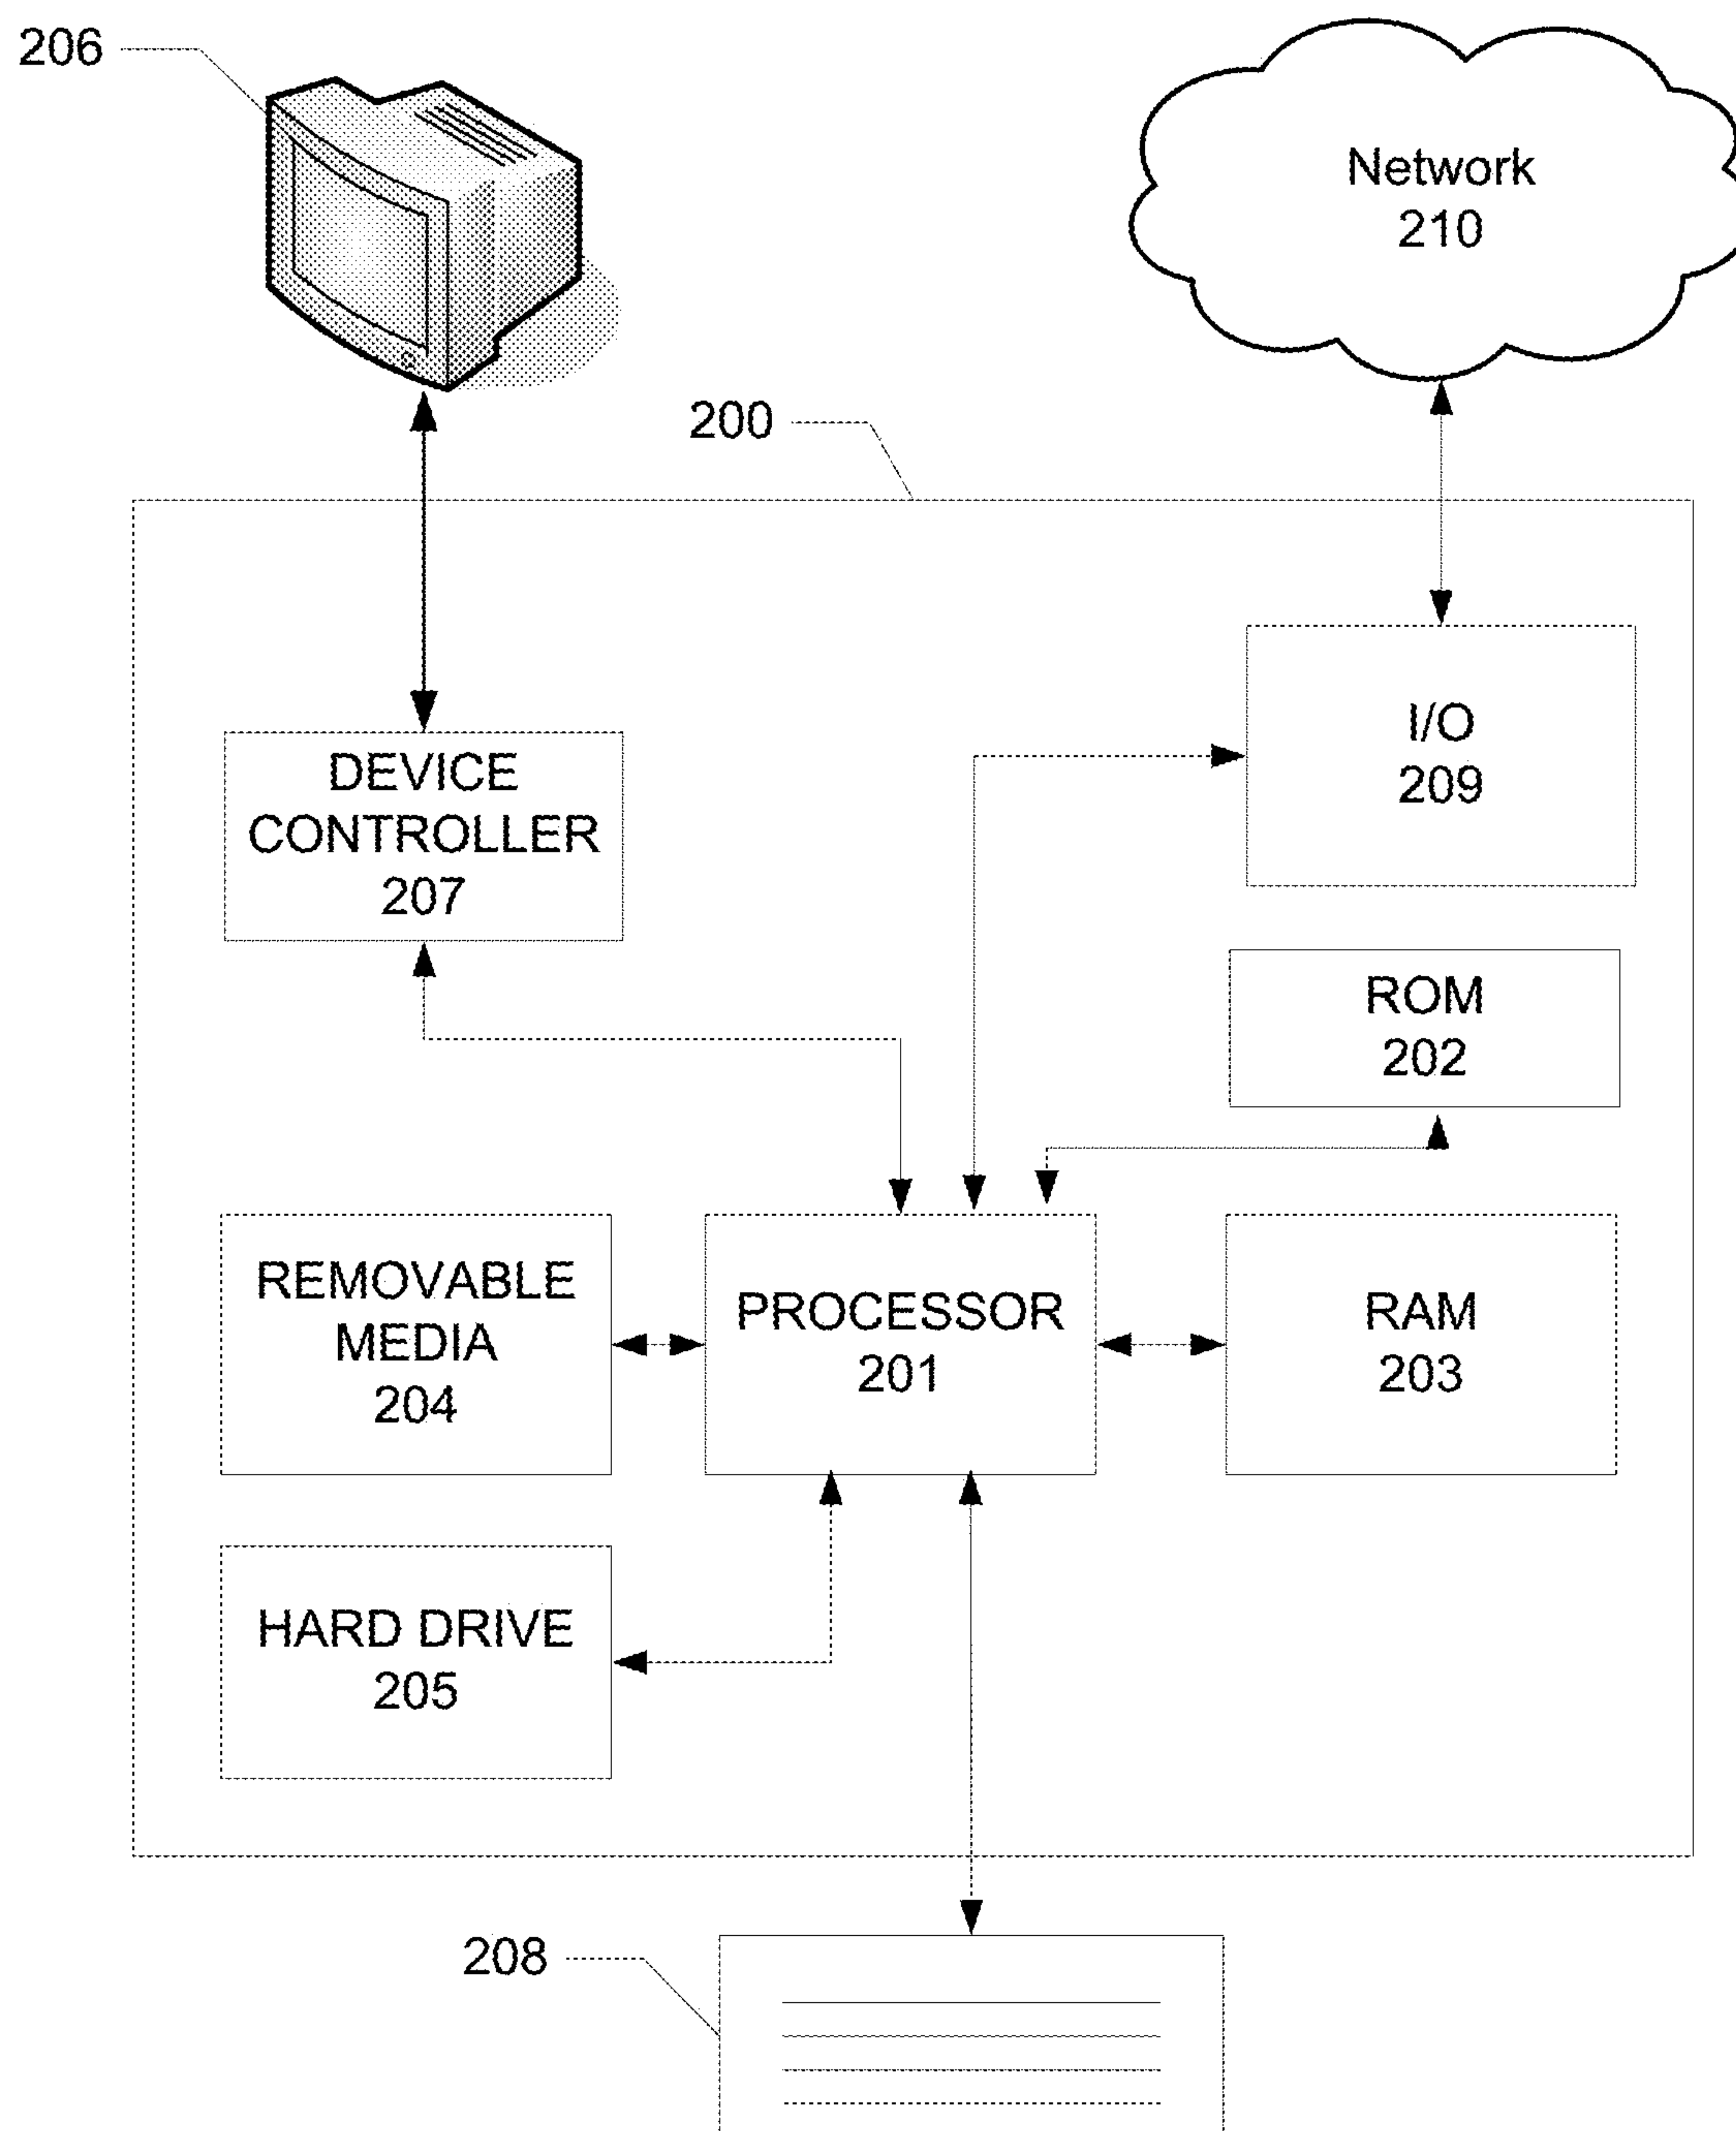 206
Network
210
200
DEVICE
CONTROLLER
207
I/O
209
ROM
202
REMOVABLE
MEDIA
204
PROCESSOR
201
RAM
203
HARD DRIVE
205
208